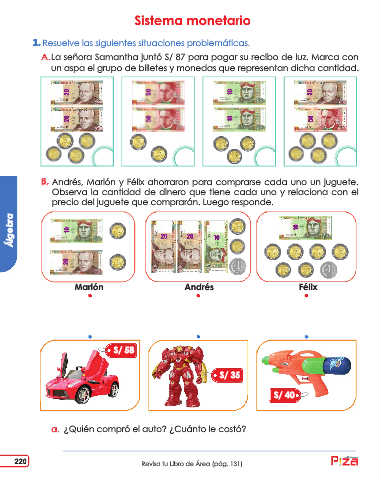 Sistema monetario
1. Resuelve las siguientes situaciones problemáticas.
A. La señora Samantha juntó S/ 87 para pagar su recibo de luz. Marca con
un aspa el grupo de billetes y monedas que representan dicha cantidad.
B. Andrés, Marión y Félix ahorraron para comprarse cada uno un juguete.
Observa la cantidad de dinero que tiene cada uno y relaciona con el
precio del juguete que comprarán. Luego responde.
Álgebra
Marión
Andrés
Félix
S/ 58
S/ 35
S/ 40
a. ¿Quién compró el auto? ¿Cuánto le costó?
220
Revisa tu Libro de Área (pág. 131)